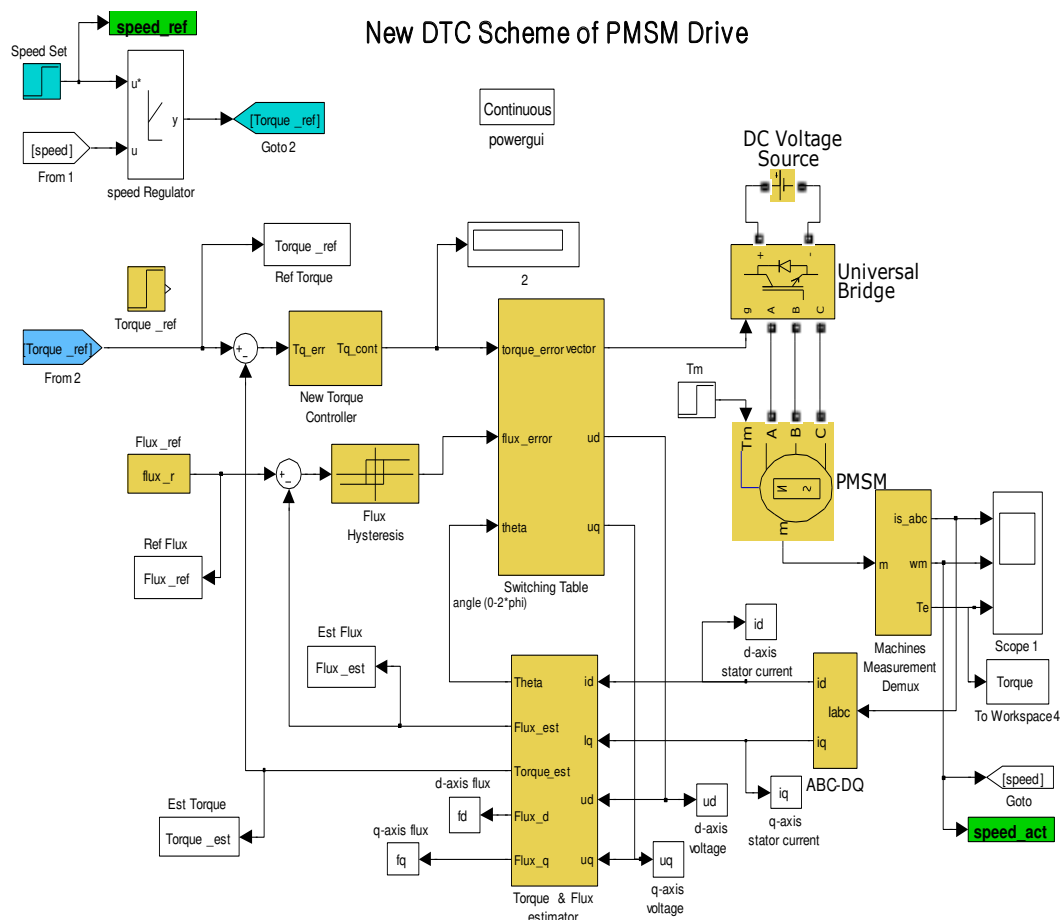 New DTC Scheme of PMSM Drive
speed_ref
Speed Set
u*
y
u
[speed]
From 1
speed Regulator
[Torque _ref]
Goto 2
Continuous
powergui
DC Voltage
Source
+
+
-
g
A
B
C
Universal
Bridge
Torque _ref
Ref Torque
Torque _ref
2
[Torque _ref]
From 2
+
-
Tq_err
Tq_cont
New Torque
Controller
torque_error
vector
flux_error
ud
theta
uq
Switching Table
Tm
Tm
A
B
C
N
S
m
PMSM
Flux_ref
flux _r
+
-
Flux
Hysteresis
Ref Flux
Flux _ref
angle (0-2*phi)
is_abc
m
wm
Te
Machines
Measurement
Demux
Scope 1
Torque
To Workspace4
Est Flux
Flux _est
id
d-axis
stator current
Theta
id
Flux_est
Iq
Torque_est
Flux_d
ud
Flux_q
uq
Torque & Flux
estimator
id
Iabc
iq
ABC-DQ
[speed]
Goto
speed_act
Est Torque
Torque _est
d-axis flux
fd
q-axis flux
fq
ud
d-axis
voltage
iq
q-axis
stator current
uq
q-axis
voltage